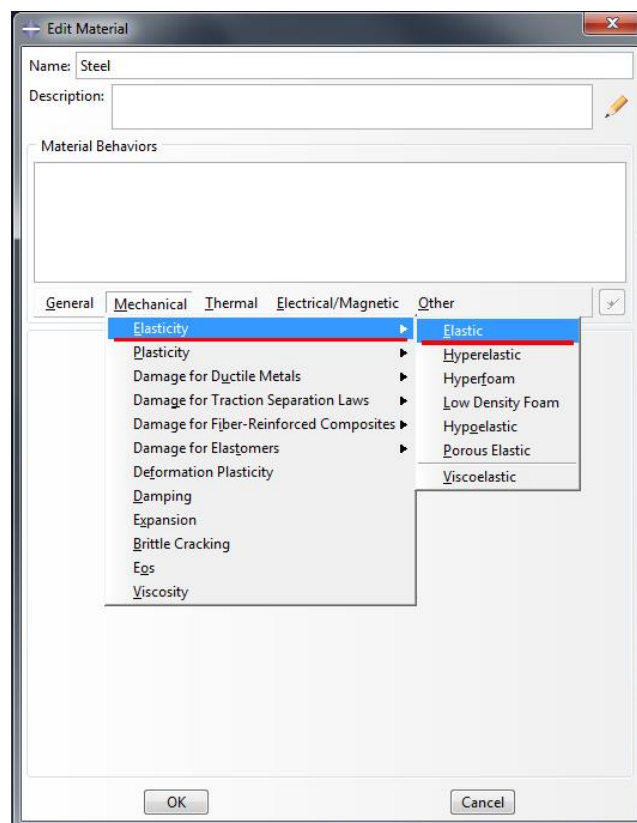 Edit Material
Name: Steel
Description:
Material Behaviors
General Mechanical Thermal Electrical/Magnetic Other
Elasticity
Plasticity
Damage for Ductile Metals
Damage for Traction Separation Laws
Damage for Fiber-Reinforced Composites
Damage for Elastomers
Deformation Plasticity
Damping
Expansion
Brittle Cracking
Eos
Viscosity
Elastic
Hyperelastic
Hyperfoam
Low Density Foam
Hypoelastic
Porous Elastic
Viscoelastic
OK Cancel